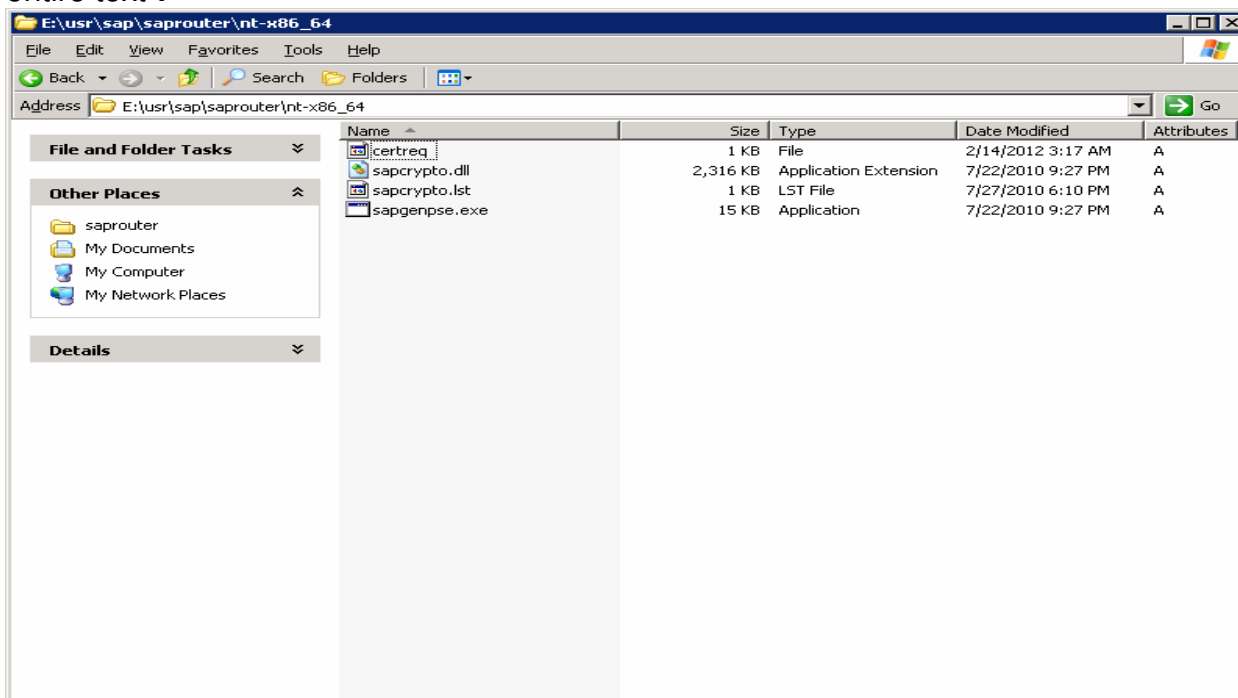 E:\usr\sap\saprouter\nt-x86_64
File Edit View Favorites Tools Help
Back Search Folders
Address E:\usr\sap\saprouter\nt-x86_64 Go
File and Folder Tasks
Other Places
saprouter
My Documents
My Computer
My Network Places
Details
Name Size Type Date Modified Attributes
certreq 1 KB File 2/14/2012 3:17 AM A
sapcrypto.dll 2,316 KB Application Extension 7/22/2010 9:27 PM A
sapcrypto.lst 1 KB LST File 7/27/2010 6:10 PM A
sapgenpse.exe 15 KB Application 7/22/2010 9:27 PM A